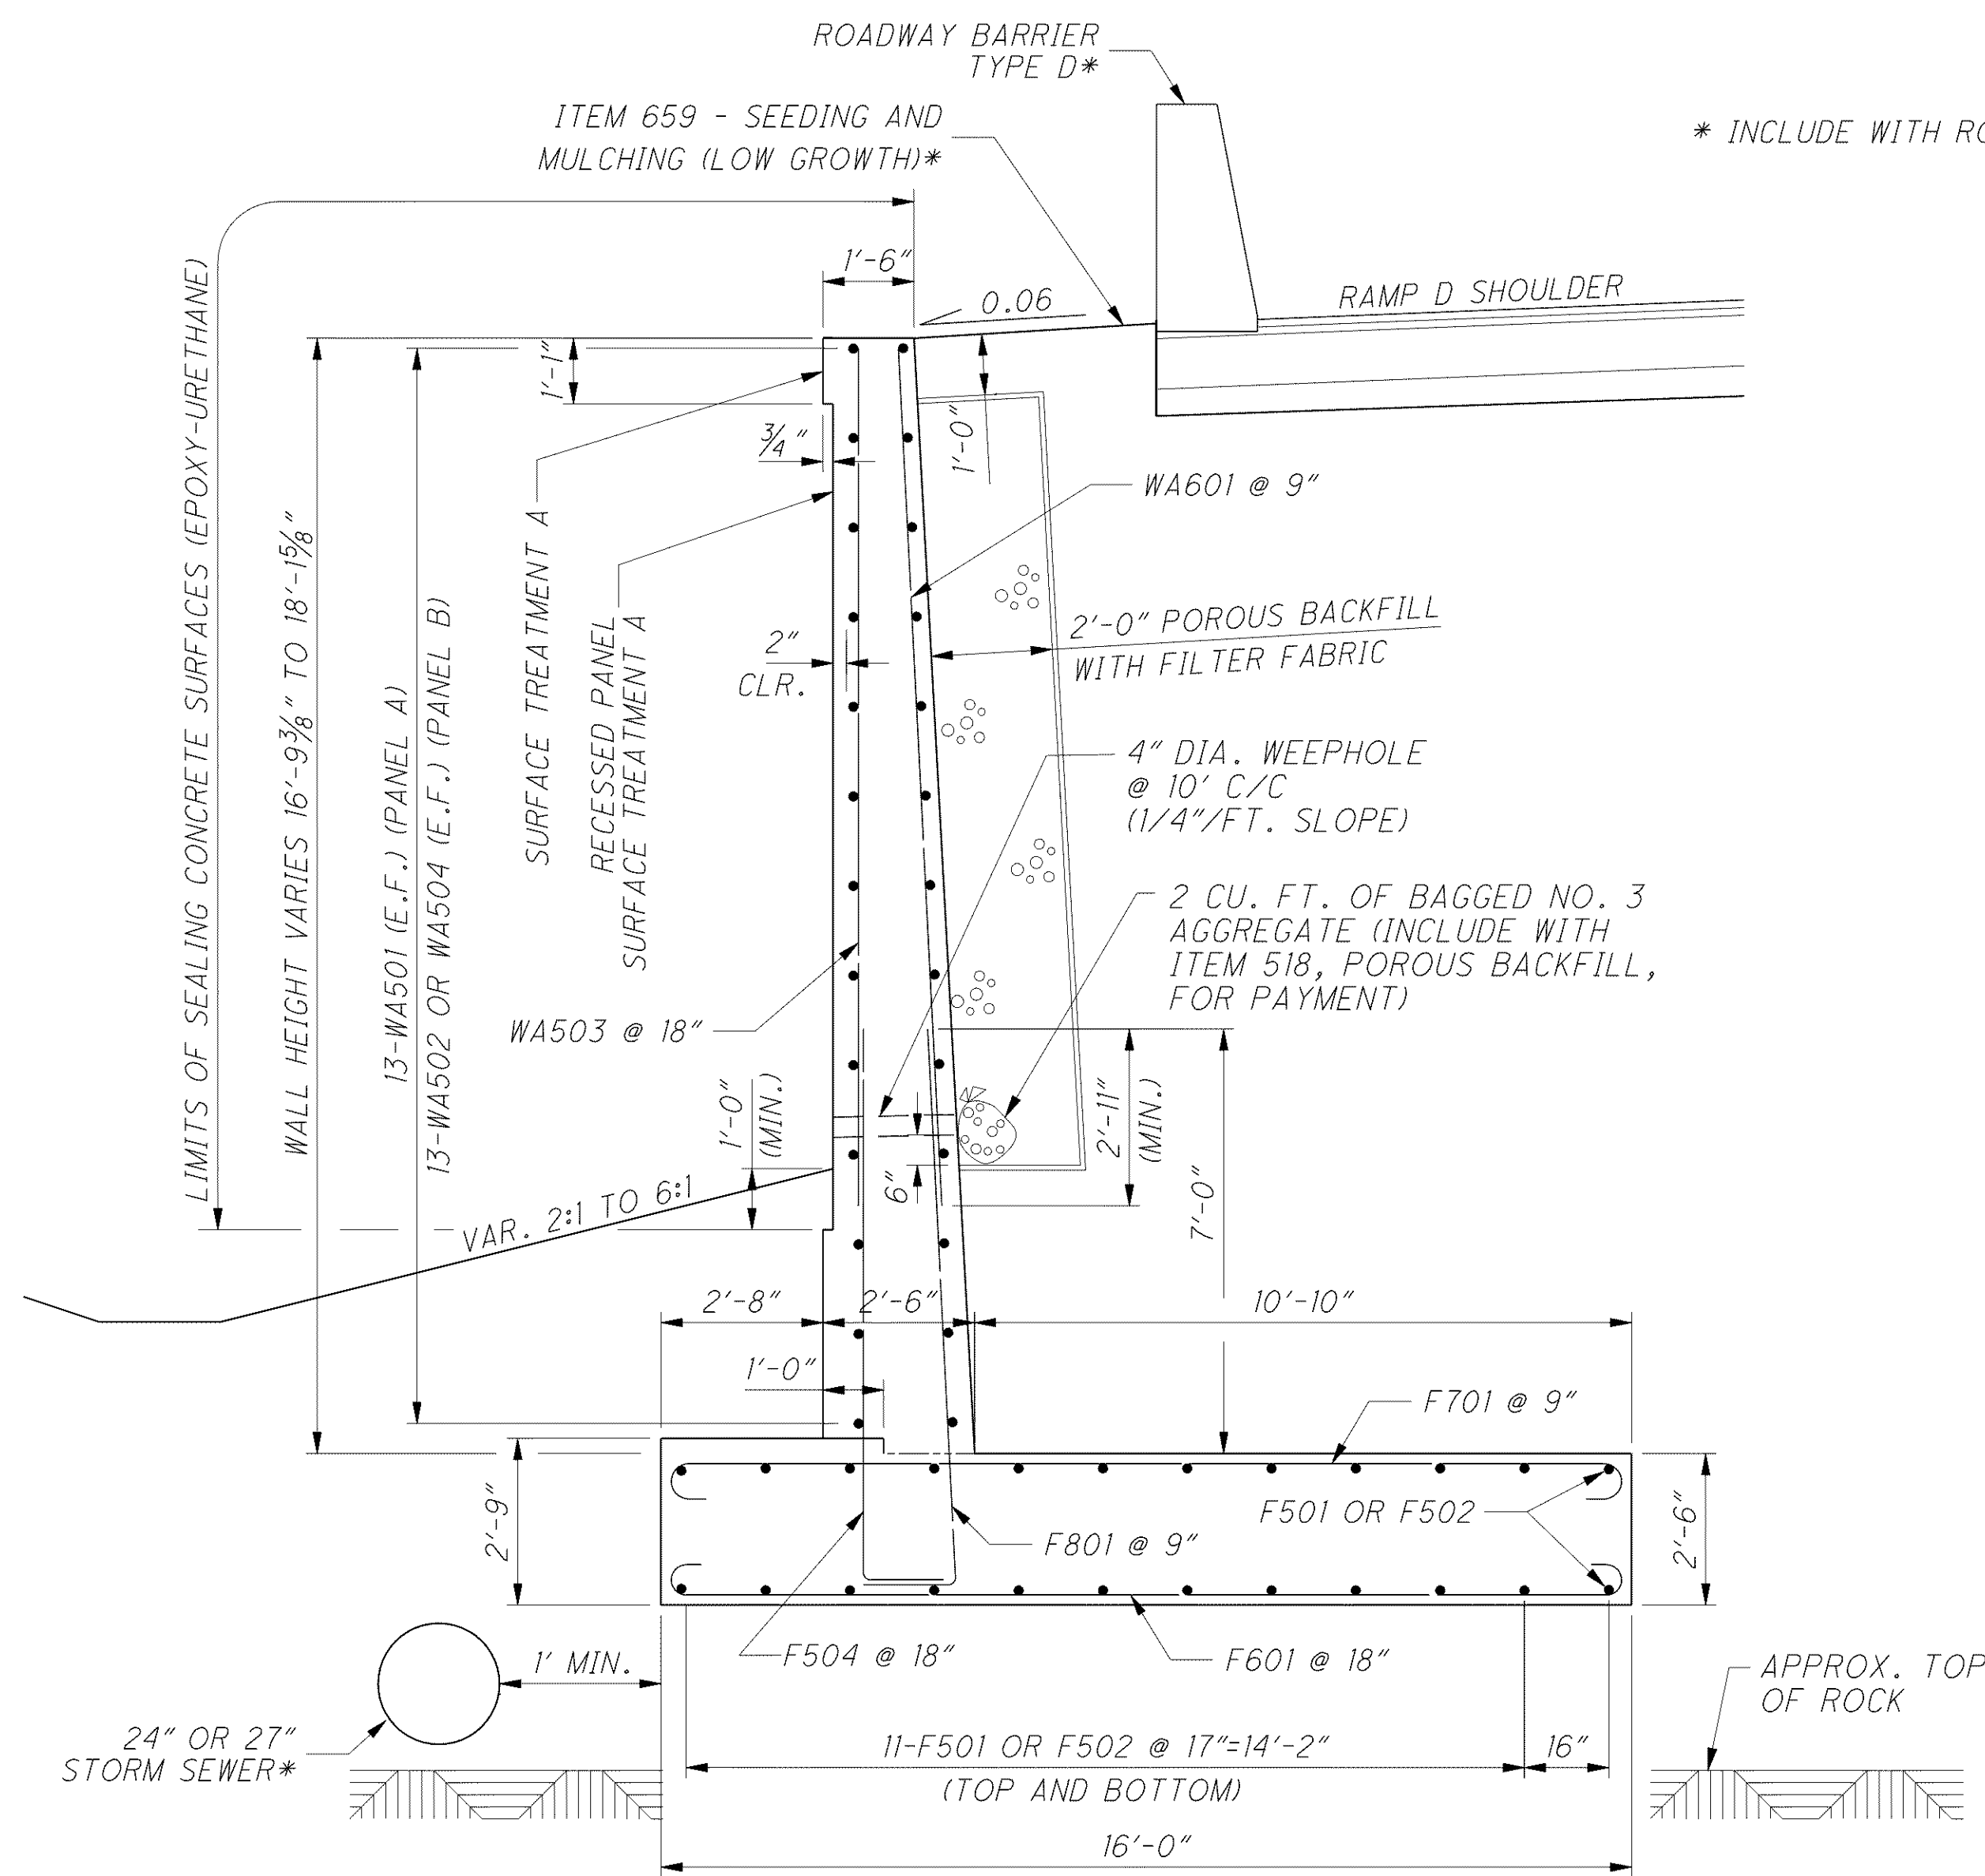 ROADWAY BARRIER
TYPE D*
ITEM 659 - SEEDING AND
MULCHING (LOW GROWTH)*
* INCLUDE WITH
LIMITS OF SEALING CONCRETE SURFACES (EPOXY-URETHANE)
WALL HEIGHT VARIES 16'-9⅜" TO 18'-1⅝"
13-WA501 (E.F.) (PANEL A)
13-WA502 OR WA504 (E.F.) (PANEL B)
1'-6"
0.06
RAMP D SHOULDER
1'-1"
SURFACE TREATMENT A
RECESSED PANEL
SURFACE TREATMENT A
¾"
1'-0"
WA601 @ 9"
2"
CLR.
2'-0" POROUS BACKFILL
WITH FILTER FABRIC
4" DIA. WEEPHOLE
@ 10' C/C
(1/4"/FT. SLOPE)
2 CU. FT. OF BAGGED NO. 3
AGGREGATE (INCLUDE WITH
ITEM 518, POROUS BACKFILL,
FOR PAYMENT)
WA503 @ 18"
1'-0"
(MIN.)
6"
2'-11"
(MIN.)
7'-0"
VAR. 2:1 TO 6:1
2'-8"
2'-6"
10'-10"
1'-0"
F701 @ 9"
2'-9"
F501 OR F502
F801 @ 9"
2'-6"
F504 @ 18"
F601 @ 18"
1' MIN.
24" OR 27"
STORM SEWER*
APPROX. TOP
OF ROCK
11-F501 OR F502 @ 17"=14'-2"
(TOP AND BOTTOM)
16"
16'-0"